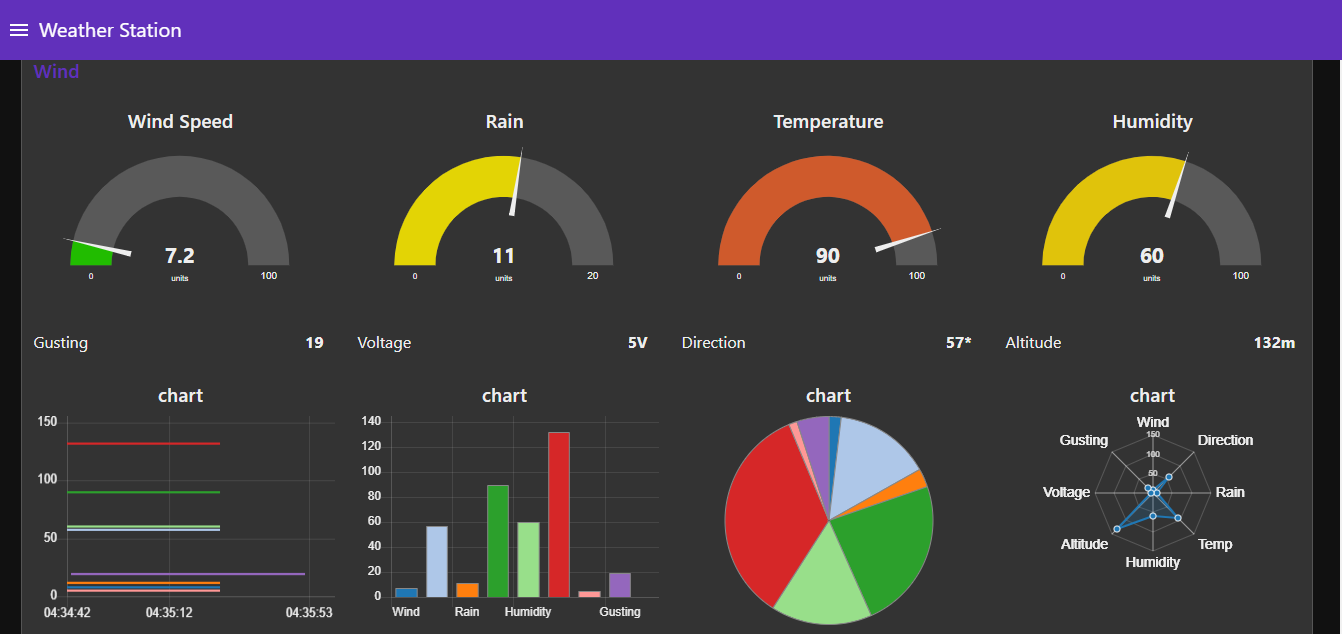 Weather Station
Wind
Wind Speed
7.2
units
0
100
Rain
11
units
0
20
Temperature
90
units
0
100
Humidity
60
units
0
100
Gusting 19
Voltage 5V
Direction 57*
Altitude 132m
chart
150
100
50
0
04:34:42 04:35:12 04:35:53
chart
140
120
100
80
60
40
20
0
Wind Rain Humidity Gusting
chart
chart
Wind
150
100
50
Gusting
Direction
Voltage
Rain
Altitude
Temp
Humidity